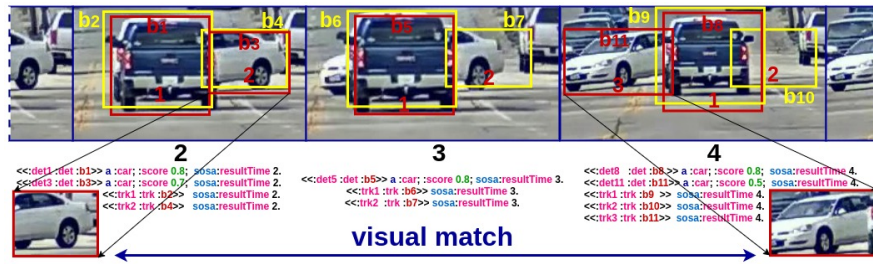 b2
b1
b4
b3
2
1
b6
b5
b7
2
1
b9
b8
b11
3
2
b10
1
2
3
4
<<:det1 :det :b1>> a :car; :score 0.8; sosa:resultTime 2.
<<:det3 :det :b3>> a :car; :score 0.7; sosa:resultTime 2.
<<:trk1 :trk :b2>> sosa:resultTime 2.
<<:trk2 :trk :b4>> sosa:resultTime 2.
<<:det5 :det :b5>> a :car; :score 0.8; sosa:resultTime 3.
<<:trk1 :trk :b6>> sosa:resultTime 3.
<<:trk2 :trk :b7>> sosa:resultTime 3.
<<:det8 :det :b8 >> a :car; :score 0.8; sosa:resultTime 4.
<<:det11 :det :b11>> a :car; :score 0.5; sosa:resultTime 4.
<<:trk1 :trk :b9 >> sosa:resultTime 4.
<<:trk2 :trk :b10>> sosa:resultTime 4.
<<:trk3 :trk :b11>> sosa:resultTime 4.
visual match